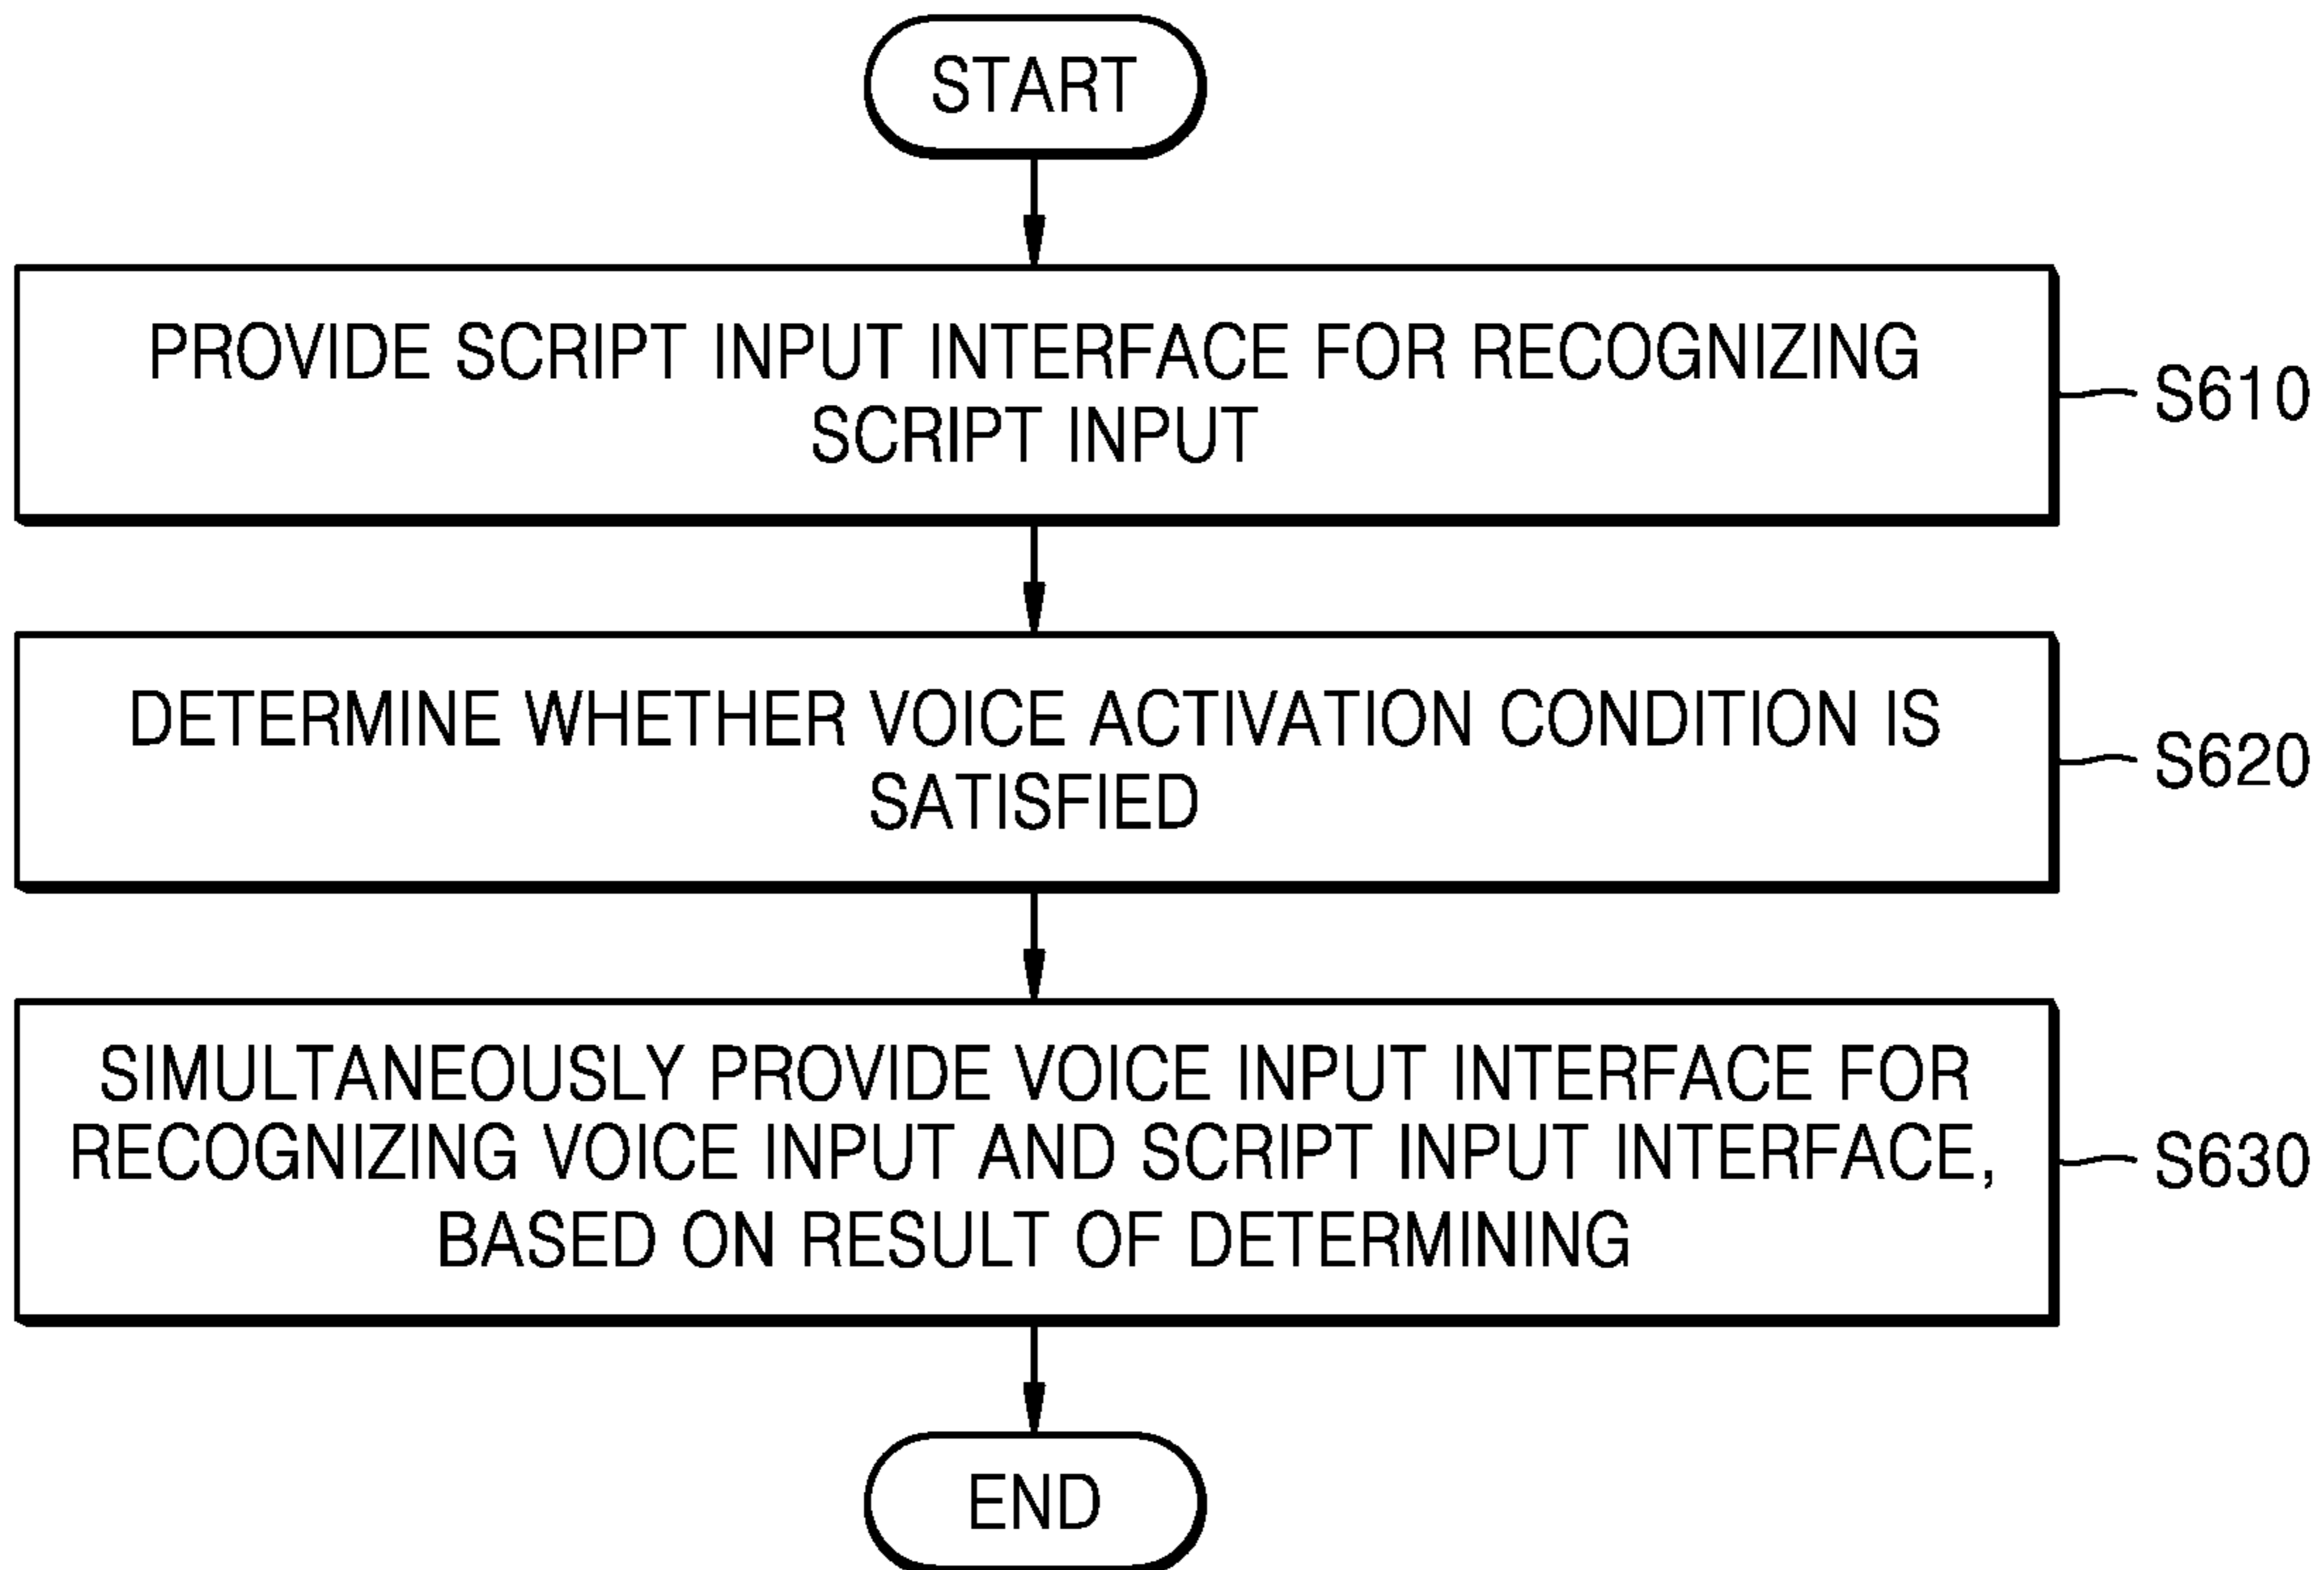 START
PROVIDE SCRIPT INPUT INTERFACE FOR RECOGNIZING
SCRIPT INPUT
S610
DETERMINE WHETHER VOICE ACTIVATION CONDITION IS
SATISFIED
S620
SIMULTANEOUSLY PROVIDE VOICE INPUT INTERFACE FOR
RECOGNIZING VOICE INPUT AND SCRIPT INPUT INTERFACE,
BASED ON RESULT OF DETERMINING
S630
END